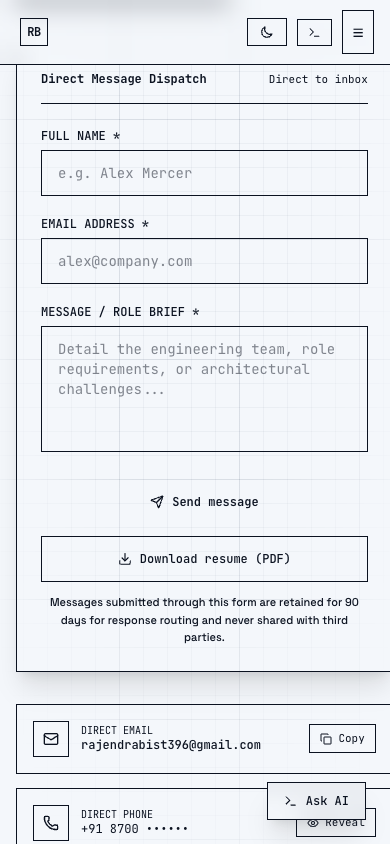 RB
Direct Message Dispatch
Direct to inbox
FULL NAME *
e.g. Alex Mercer
EMAIL ADDRESS *
alex@company.com
MESSAGE / ROLE BRIEF *
Detail the engineering team, role
requirements, or architectural
challenges...
Send message
Download resume (PDF)
Messages submitted through this form are retained for 90
days for response routing and never shared with third
parties.
DIRECT EMAIL
rajendrabist396@gmail.com
Copy
Ask AI
DIRECT PHONE
+91 8700 ••••••
Reveal